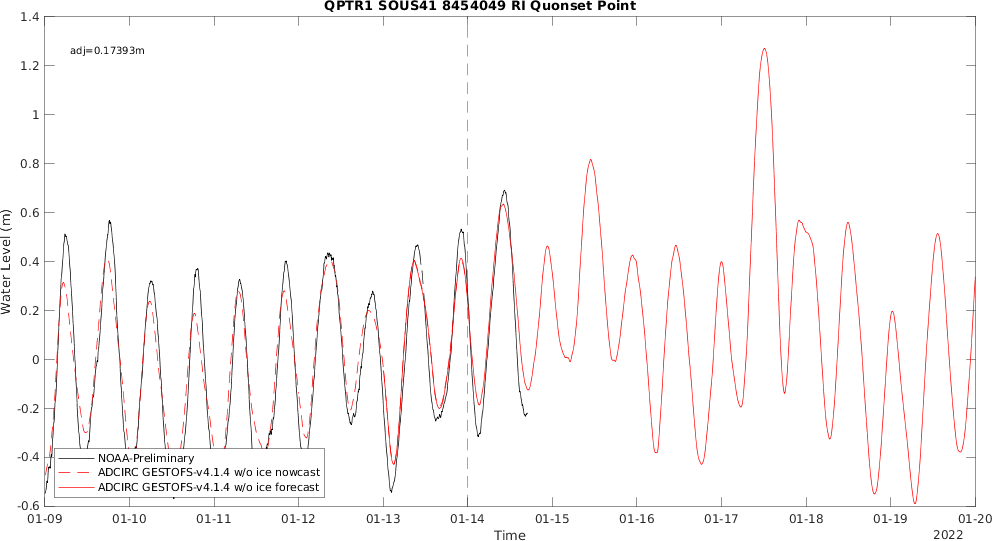 QPTR1 SOUS41 8454049 RI Quonset Point
1.4
1.2
1
0.8
0.6
0.4
0.2
0
-0.2
-0.4
-0.6
Water Level (m)
adj=0.17393m
NOAA-Preliminary
ADCIRC GESTOFS-v4.1.4 w/o ice nowcast
ADCIRC GESTOFS-v4.1.4 w/o ice forecast
01-09 01-10 01-11 01-12 01-13 01-14 01-15 01-16 01-17 01-18 01-19 01-20
Time
2022